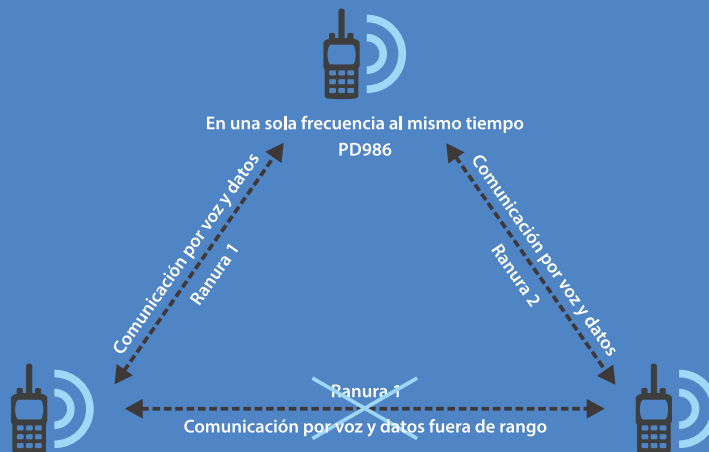 En una sola frecuencia al mismo tiempo
PD986
Comunicación por voz y datos
Ranura 1
Comunicación por voz y datos
Ranura 2
Ranura 1
Comunicación por voz y datos fuera de rango